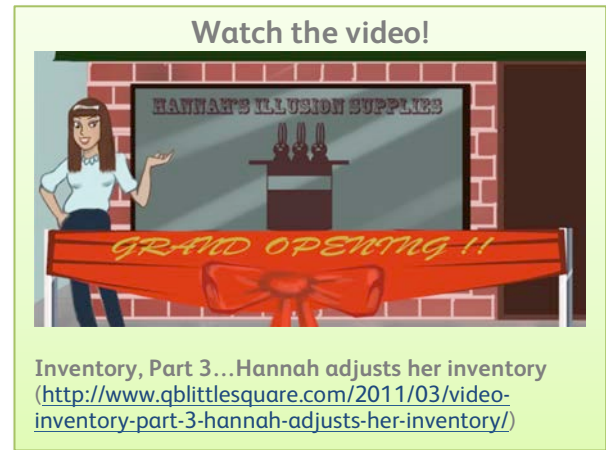 Watch the video!
HANNAH'S ILLUSION SUPPLIES
GRAND OPENING !!
Inventory, Part 3...Hannah adjusts her inventory
(http://www.qblittlesquare.com/2011/03/video-
inventory-part-3-hannah-adjusts-her-inventory/)